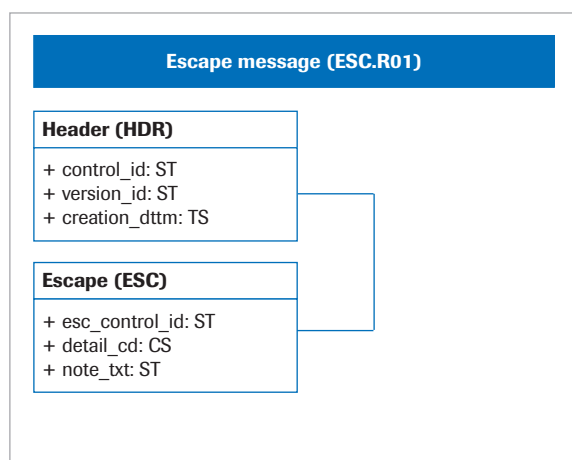 Escape message (ESC.R01)
Header (HDR)
+ control_id: ST
+ version_id: ST
+ creation_dttm: TS
Escape (ESC)
+ esc_control_id: ST
+ detail_cd: CS
+ note_txt: ST